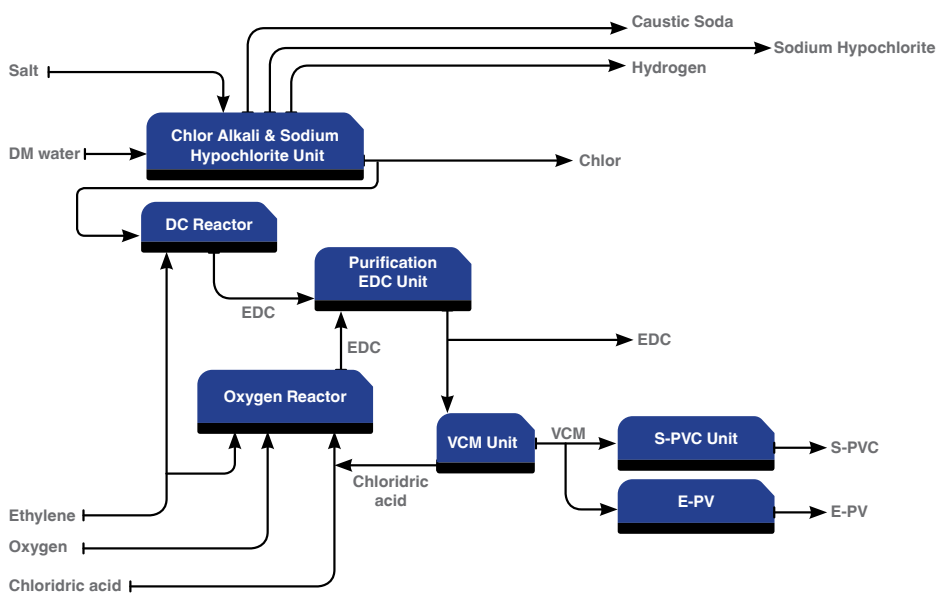 Caustic Soda
Sodium Hypochlorite
Salt
Hydrogen
Chlor Alkali & Sodium
Hypochlorite Unit
DM water
Chlor
DC Reactor
Purification
EDC Unit
EDC
EDC
EDC
Oxygen Reactor
VCM Unit
VCM
S-PVC Unit
S-PVC
Chloridric
acid
E-PV
E-PV
Ethylene
Oxygen
Chloridric acid